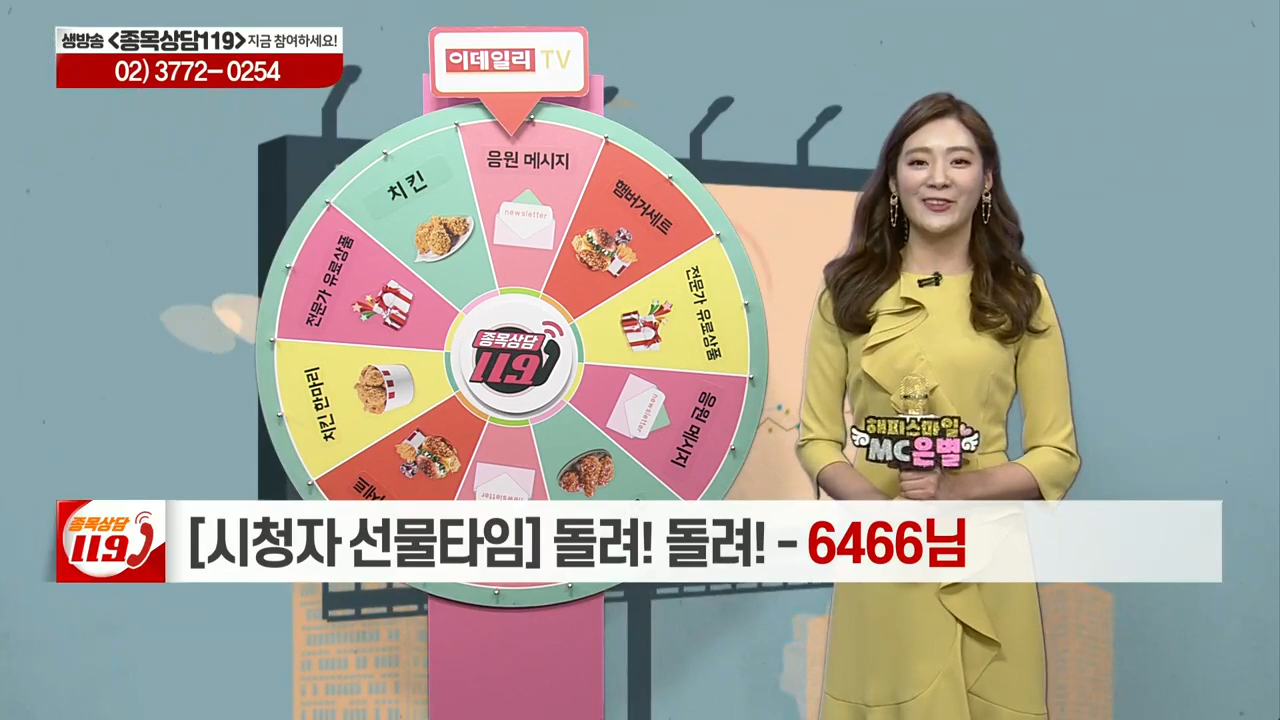 생방송 <종목상담119> 지금 참여하세요!
02) 3772-0254
이데일리 TV
응원 메시지
newsletter
햄버거세트
전문가 유료상품
응원 메시지
newsletter
newsletter
치킨 한마리
전문가 유료상품
치킨
종목상담
119
해피스마일
MC은별
종목상담
119
[시청자 선물타임] 돌려! 돌려! - 6466님